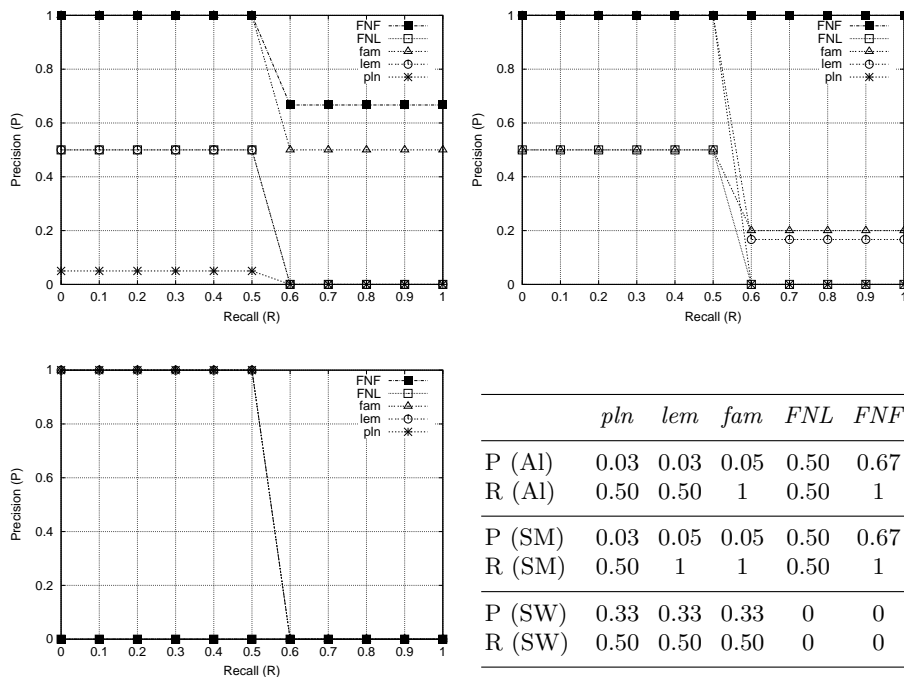 FNF
FNL
fam
lem
pln
1
0.8
0.6
0.4
0.2
0
Precision (P)
0 0.1 0.2 0.3 0.4 0.5 0.6 0.7 0.8 0.9 1
Recall (R)
FNF
FNL
fam
lem
pln
1
0.8
0.6
0.4
0.2
0
Precision (P)
0 0.1 0.2 0.3 0.4 0.5 0.6 0.7 0.8 0.9 1
Recall (R)
FNF
FNL
fam
lem
pln
1
0.8
0.6
0.4
0.2
0
Precision (P)
0 0.1 0.2 0.3 0.4 0.5 0.6 0.7 0.8 0.9 1
Recall (R)
pln lem fam FNL FNF
P (Al) 0.03 0.03 0.05 0.50 0.67
R (Al) 0.50 0.50 1 0.50 1
P (SM) 0.03 0.05 0.05 0.50 0.67
R (SM) 0.50 1 1 0.50 1
P (SW) 0.33 0.33 0.33 0 0
R (SW) 0.50 0.50 0.50 0 0